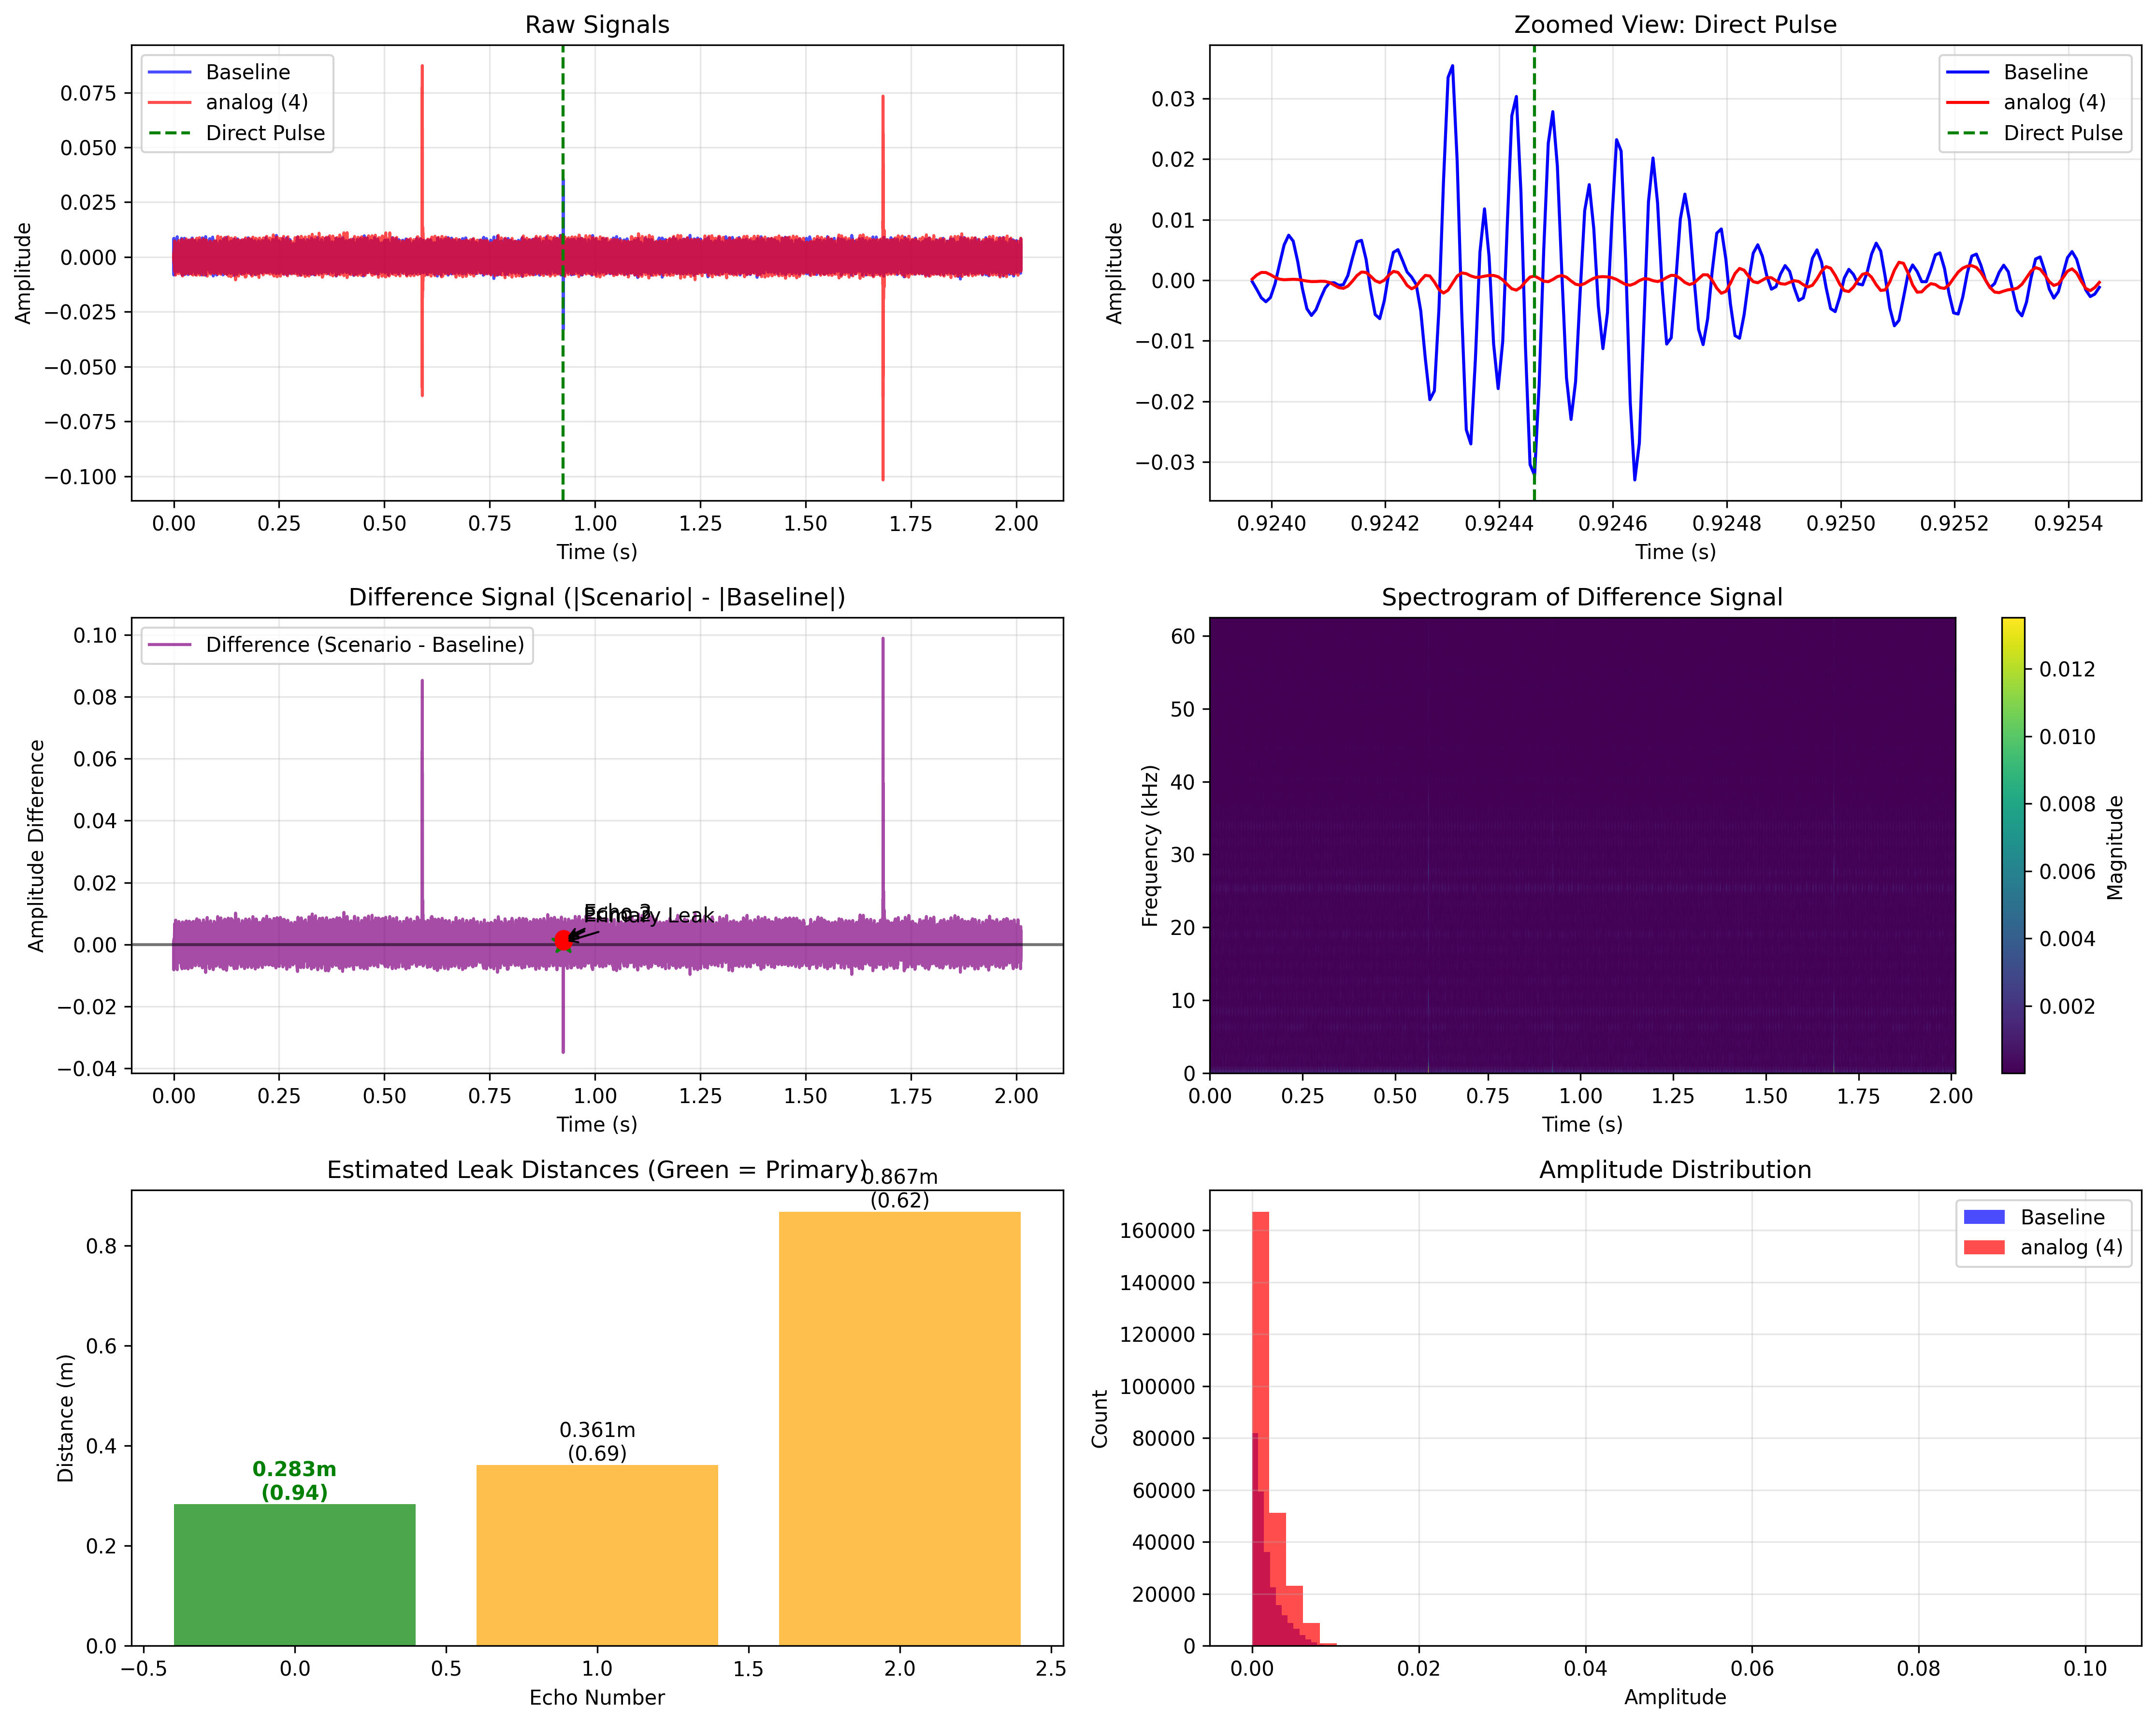 Raw Signals
Baseline
analog (4)
Direct Pulse
Amplitude
0.075
0.050
0.025
0.000
−0.025
−0.050
−0.075
−0.100
0.00 0.25 0.50 0.75 1.00 1.25 1.50 1.75 2.00
Time (s)
Zoomed View: Direct Pulse
Baseline
analog (4)
Direct Pulse
Amplitude
0.03
0.02
0.01
0.00
−0.01
−0.02
−0.03
0.9240 0.9242 0.9244 0.9246 0.9248 0.9250 0.9252 0.9254
Time (s)
Difference Signal (|Scenario| - |Baseline|)
Difference (Scenario - Baseline)
Amplitude Difference
0.10
0.08
0.06
0.04
0.02
0.00
−0.02
−0.04
Primary Leak
0.00 0.25 0.50 0.75 1.00 1.25 1.50 1.75 2.00
Time (s)
Spectrogram of Difference Signal
Frequency (kHz)
60
50
40
30
20
10
0
0.00 0.25 0.50 0.75 1.00 1.25 1.50 1.75 2.00
Time (s)
0.012
0.010
0.008
0.006
0.004
0.002
Magnitude
Estimated Leak Distances (Green = Primary)
Distance (m)
0.8
0.6
0.4
0.2
0.0
0.283m
(0.94)
0.361m
(0.69)
0.867m
(0.62)
−0.5 0.0 0.5 1.0 1.5 2.0 2.5
Echo Number
Amplitude Distribution
Baseline
analog (4)
Count
160000
140000
120000
100000
80000
60000
40000
20000
0
0.00 0.02 0.04 0.06 0.08 0.10
Amplitude